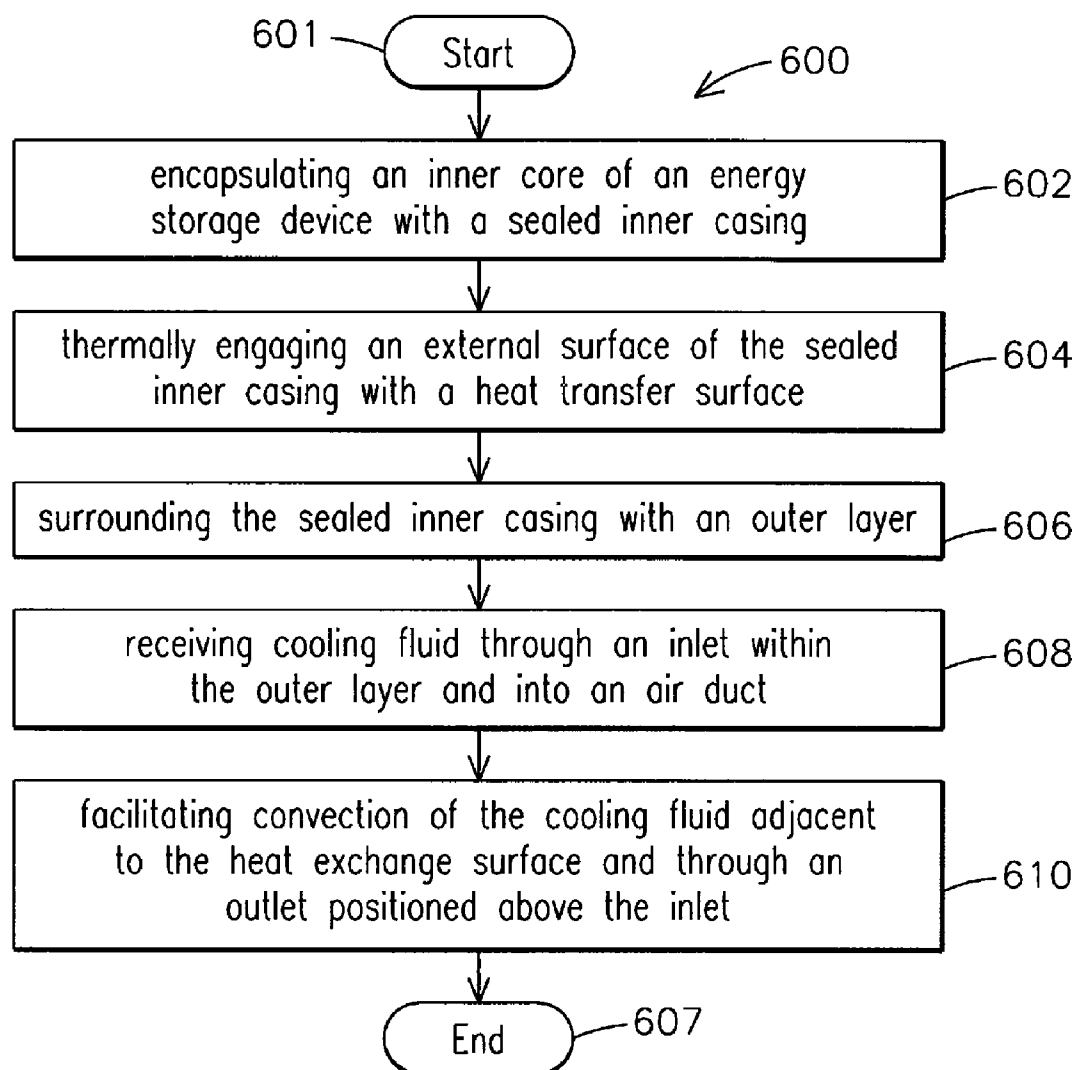 601
Start
600
encapsulating an inner core of an energy
storage device with a sealed inner casing
602
thermally engaging an external surface of the sealed
inner casing with a heat transfer surface
604
surrounding the sealed inner casing with an outer layer
606
receiving cooling fluid through an inlet within
the outer layer and into an air duct
608
facilitating convection of the cooling fluid adjacent
to the heat exchange surface and through an
outlet positioned above the inlet
610
End
607